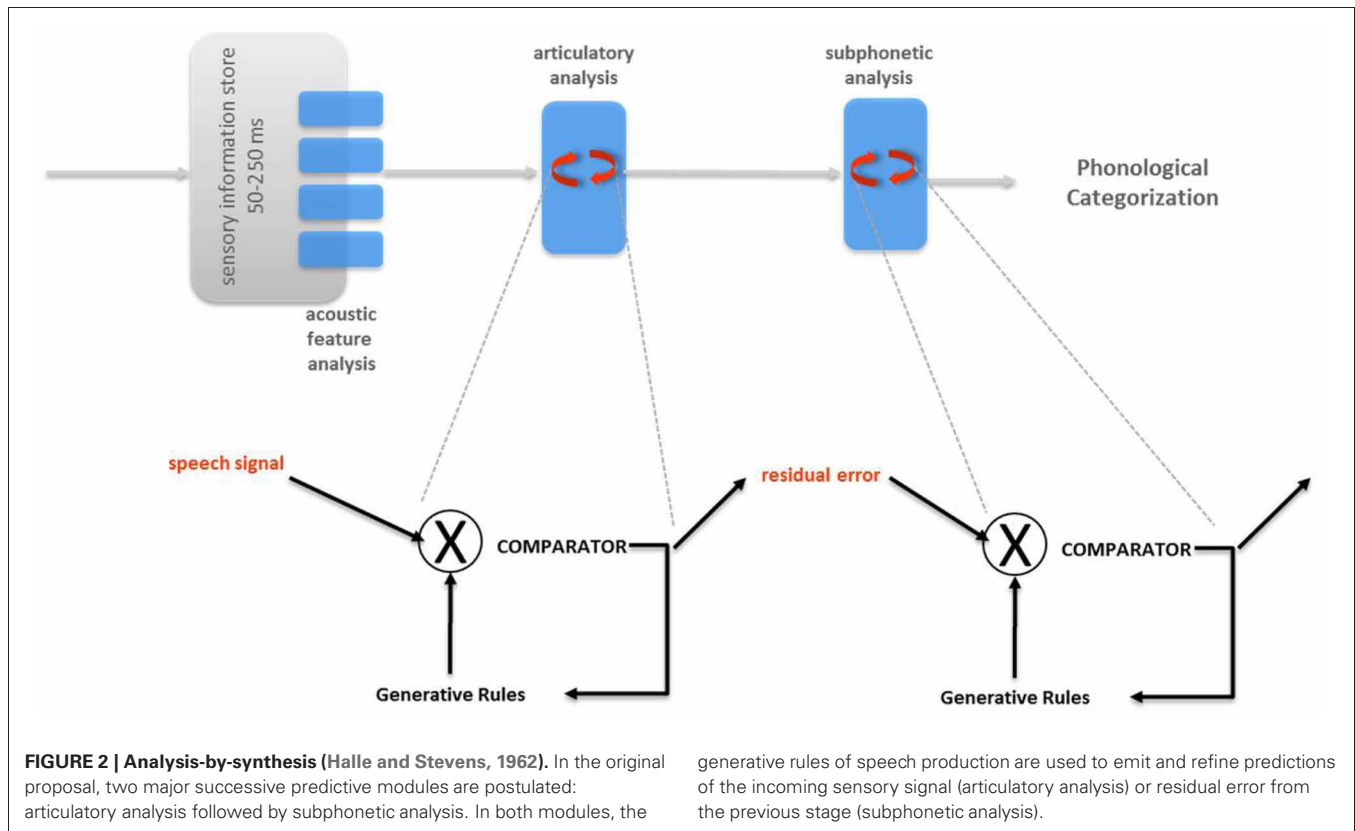 sensory information store
50-250 ms
acoustic
feature
analysis
articulatory
analysis
subphonetic
analysis
Phonological
Categorization
speech signal
X
COMPARATOR
Generative Rules
residual error
X
COMPARATOR
Generative Rules
FIGURE 2 | Analysis-by-synthesis (Halle and Stevens, 1962). In the original
proposal, two major successive predictive modules are postulated:
articulatory analysis followed by subphonetic analysis. In both modules, the
generative rules of speech production are used to emit and refine predictions
of the incoming sensory signal (articulatory analysis) or residual error from
the previous stage (subphonetic analysis).